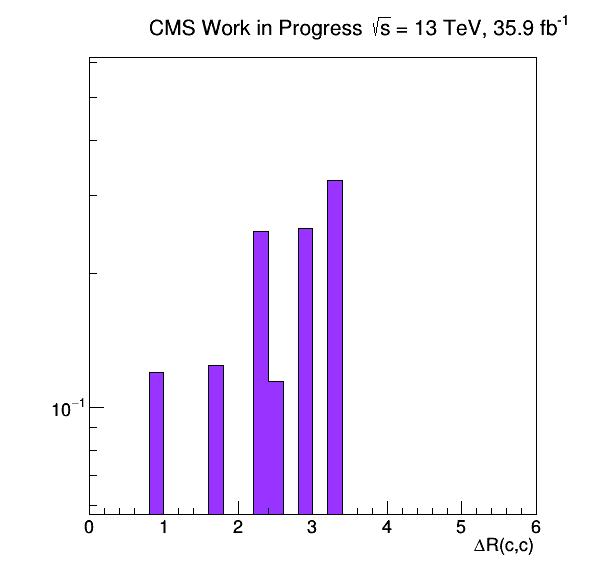 CMS Work in Progress √s = 13 TeV, 35.9 fb⁻¹
10⁻¹
0 1 2 3 4 5 6
ΔR(c,c)